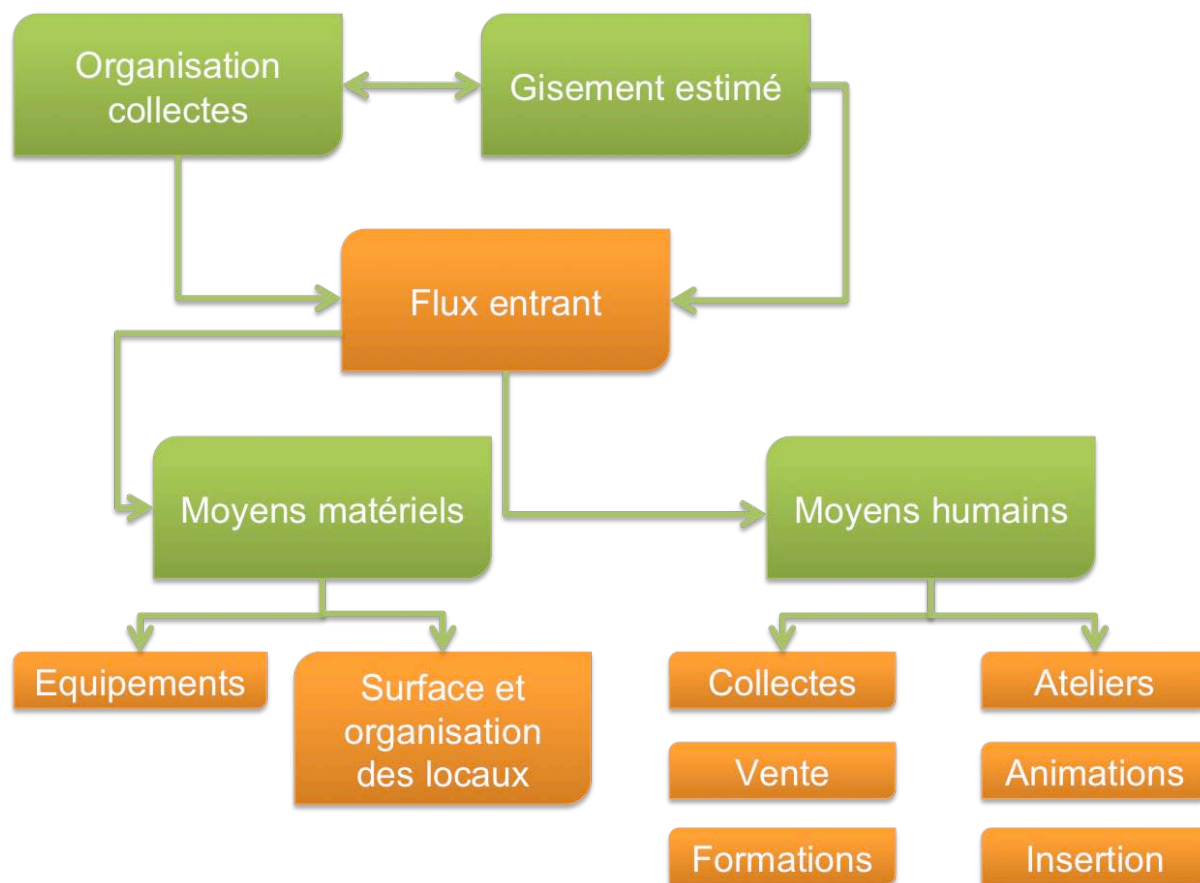 Organisation
collectes
Gisement estimé
Flux entrant
Moyens matériels
Moyens humains
Equipements
Surface et
organisation
des locaux
Collectes
Ateliers
Vente
Animations
Formations
Insertion